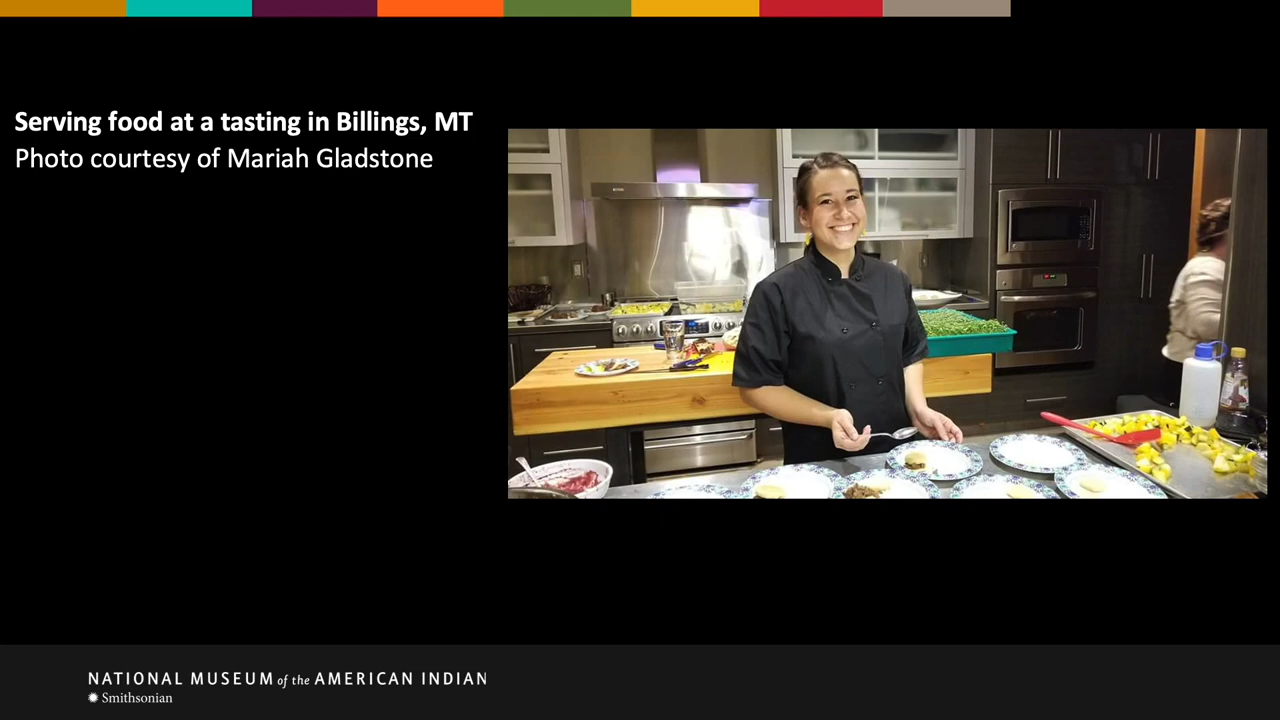 Serving food at a tasting in Billings, MT
Photo courtesy of Mariah Gladstone
NATIONAL MUSEUM of the AMERICAN INDIAN
Smithsonian